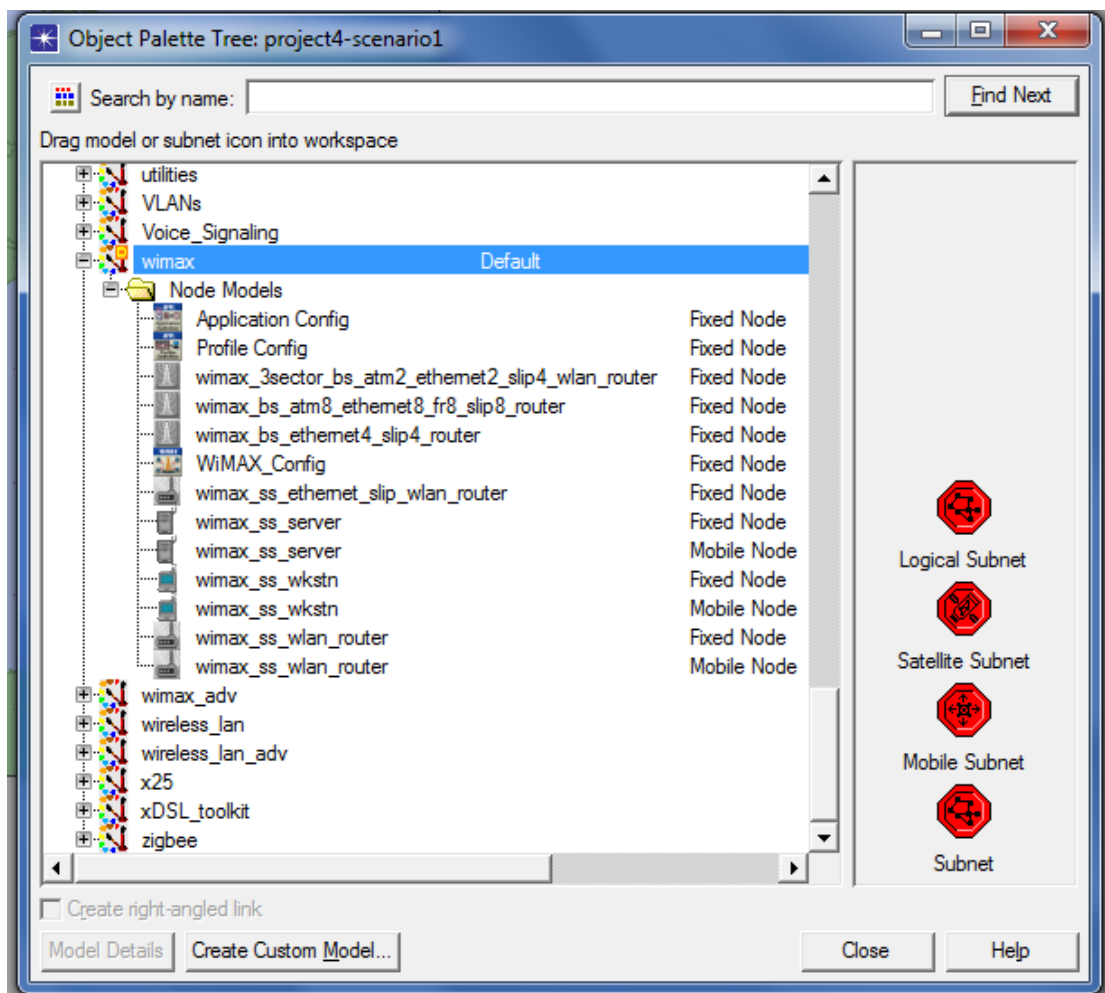 Object Palette Tree: project4-scenario1
Search by name:
Find Next
Drag model or subnet icon into workspace
utilities
VLANs
Voice_Signaling
wimax Default
Node Models
Application Config Fixed Node
Profile Config Fixed Node
wimax_3sector_bs_atm2_ethernet2_slip4_wlan_router Fixed Node
wimax_bs_atm8_ethernet8_fr8_slip8_router Fixed Node
wimax_bs_ethernet4_slip4_router Fixed Node
WiMAX_Config Fixed Node
wimax_ss_ethernet_slip_wlan_router Fixed Node
wimax_ss_server Fixed Node
wimax_ss_server Mobile Node
wimax_ss_wkstn Fixed Node
wimax_ss_wkstn Mobile Node
wimax_ss_wlan_router Fixed Node
wimax_ss_wlan_router Mobile Node
wimax_adv
wireless_lan
wireless_lan_adv
x25
xDSL_toolkit
zigbee
Logical Subnet
Satellite Subnet
Mobile Subnet
Subnet
Create right-angled link
Model Details
Create Custom Model...
Close
Help